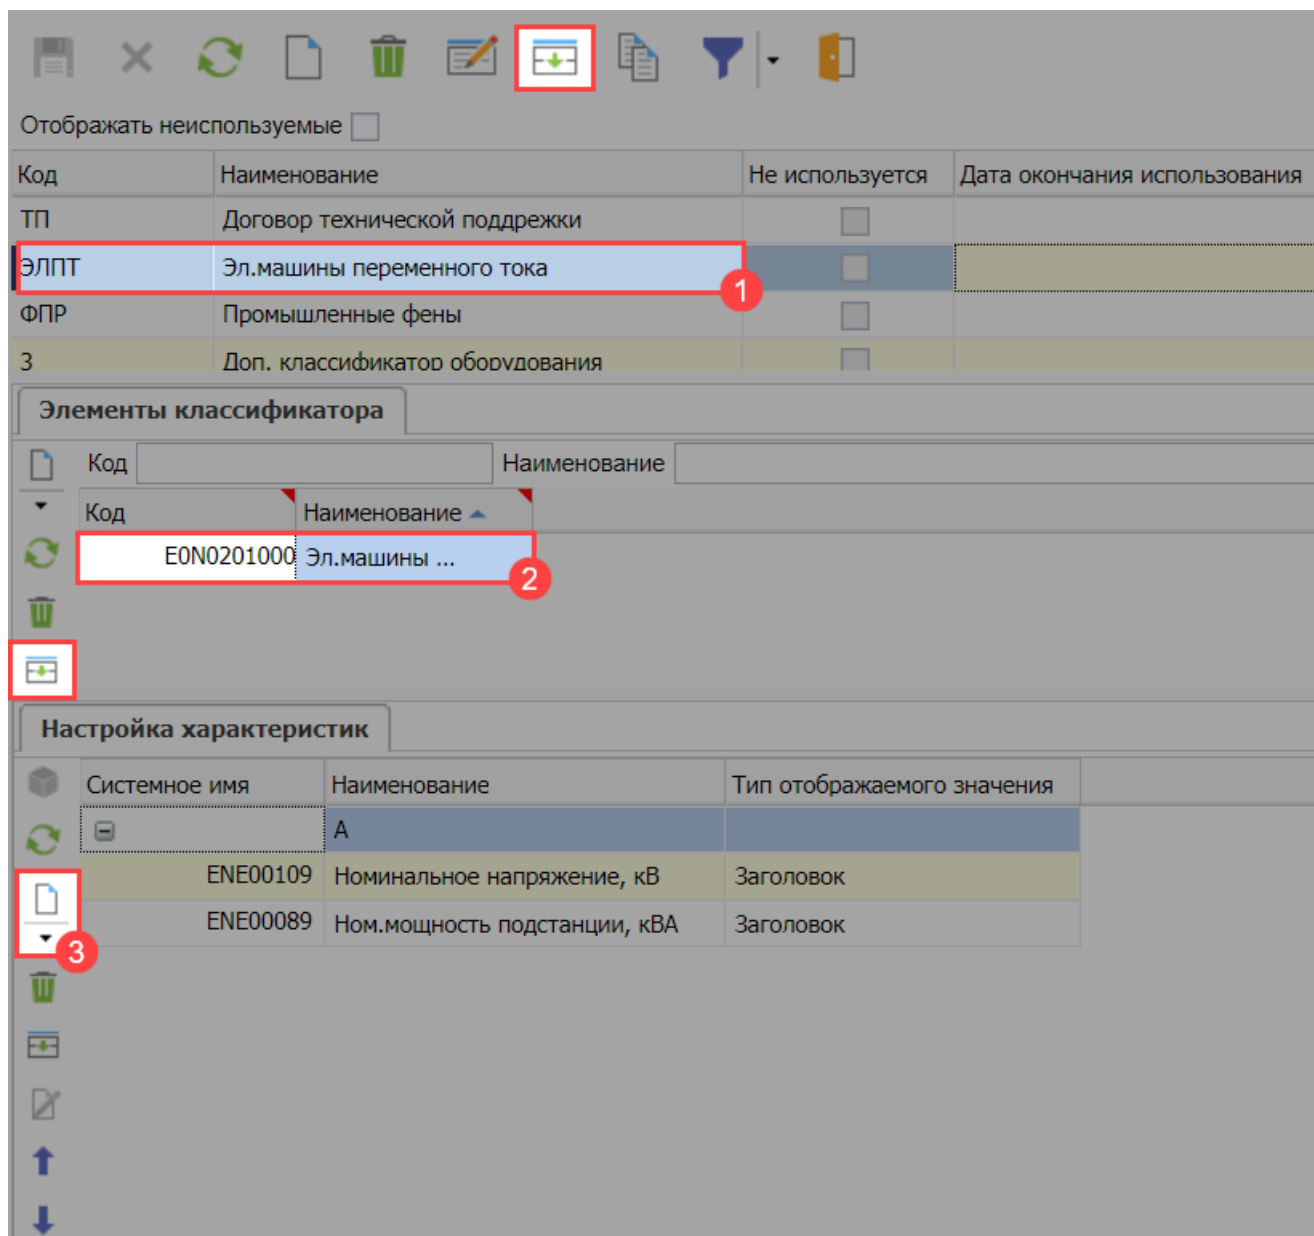 Отображать неиспользуемые
Код Наименование Не используется Дата окончания использования
ТП Договор технической поддрежки
ЭЛПТ Эл.машины переменного тока
1
ФПР Промышленные фены
3 Доп. классификатор оборудования
Элементы классификатора
Код Наименование
Код Наименование
E0N0201000 Эл.машины ...
2
Настройка характеристик
Системное имя Наименование Тип отображаемого значения
А
ENE00109 Номинальное напряжение, кВ Заголовок
ENE00089 Ном.мощность подстанции, кВА Заголовок
3